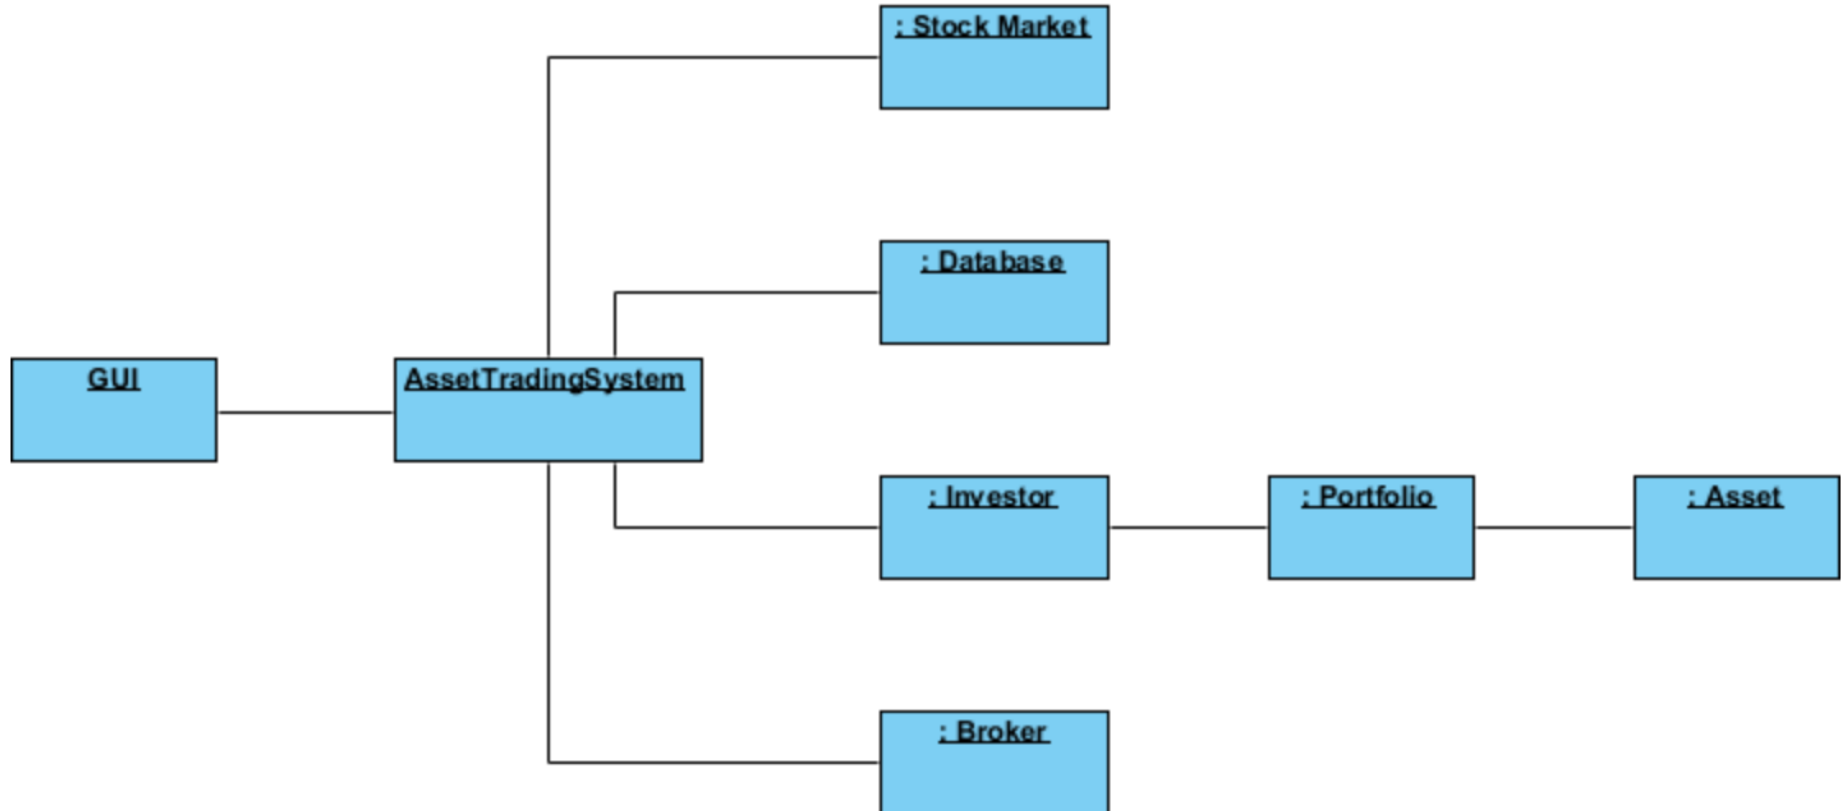 : Stock Market
: Database
GUI
AssetTradingSystem
: Investor
: Portfolio
: Asset
: Broker